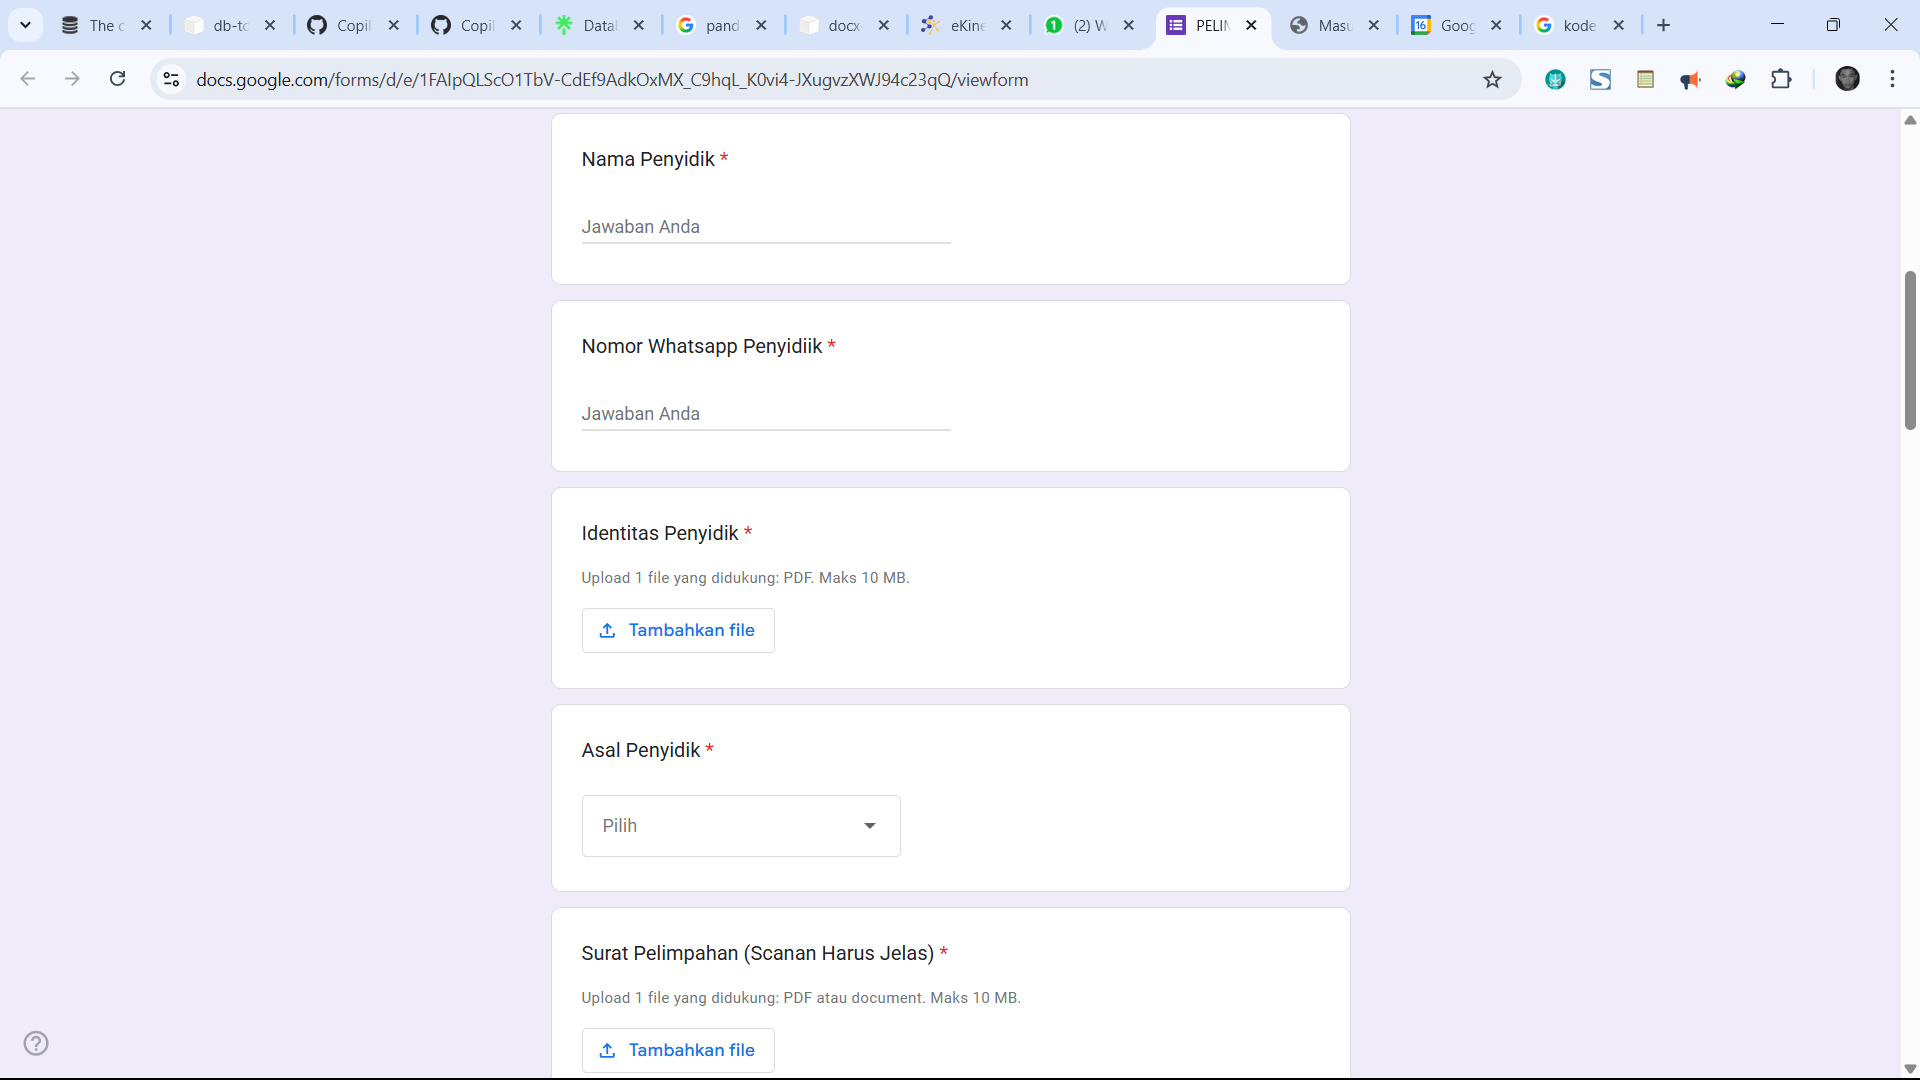 The c
db-to
Copil
Copil
Datal
pand
docx-
eKine
(2) W
PELIM
Masu
Goog
kode
docs.google.com/forms/d/e/1FAIpQLScO1TbV-CdEf9AdkOxMX_C9hqL_K0vi4-JXugvzXWJ94c23qQ/viewform
Nama Penyidik *
Jawaban Anda
Nomor Whatsapp Penyidiik *
Jawaban Anda
Identitas Penyidik *
Upload 1 file yang didukung: PDF. Maks 10 MB.
Tambahkan file
Asal Penyidik *
Pilih
Surat Pelimpahan (Scanan Harus Jelas) *
Upload 1 file yang didukung: PDF atau document. Maks 10 MB.
Tambahkan file